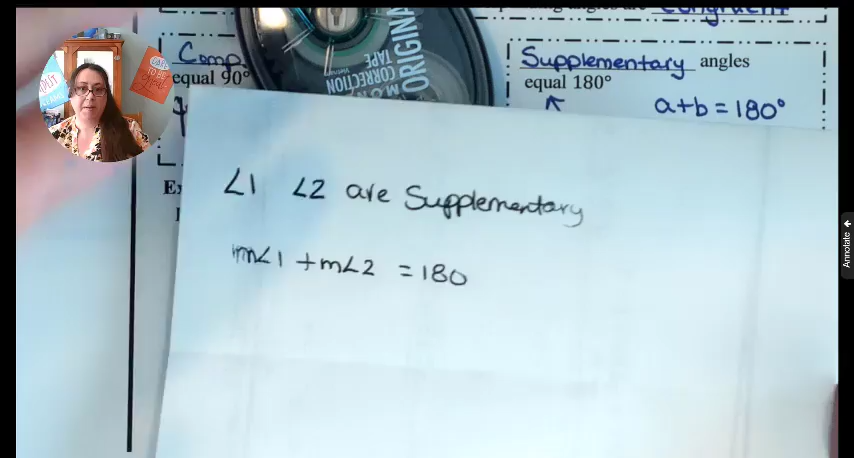 Congruent
Comp.
equal 90°
ORIGINAL
CORRECTION
TAPE
Supplementary angles
equal 180°
a+b=180°
∠1 ∠2 are Supplementary
m∠1 +m∠2 =180
Annotate